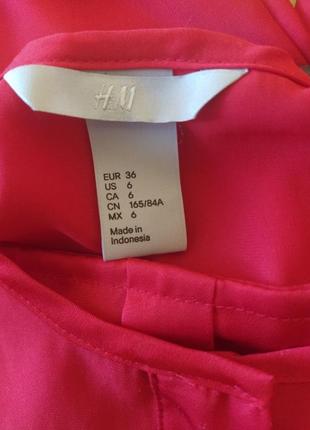 H&M
EUR 36
US 6
CA 6
CN 165/84A
MX 6
Made in
Indonesia